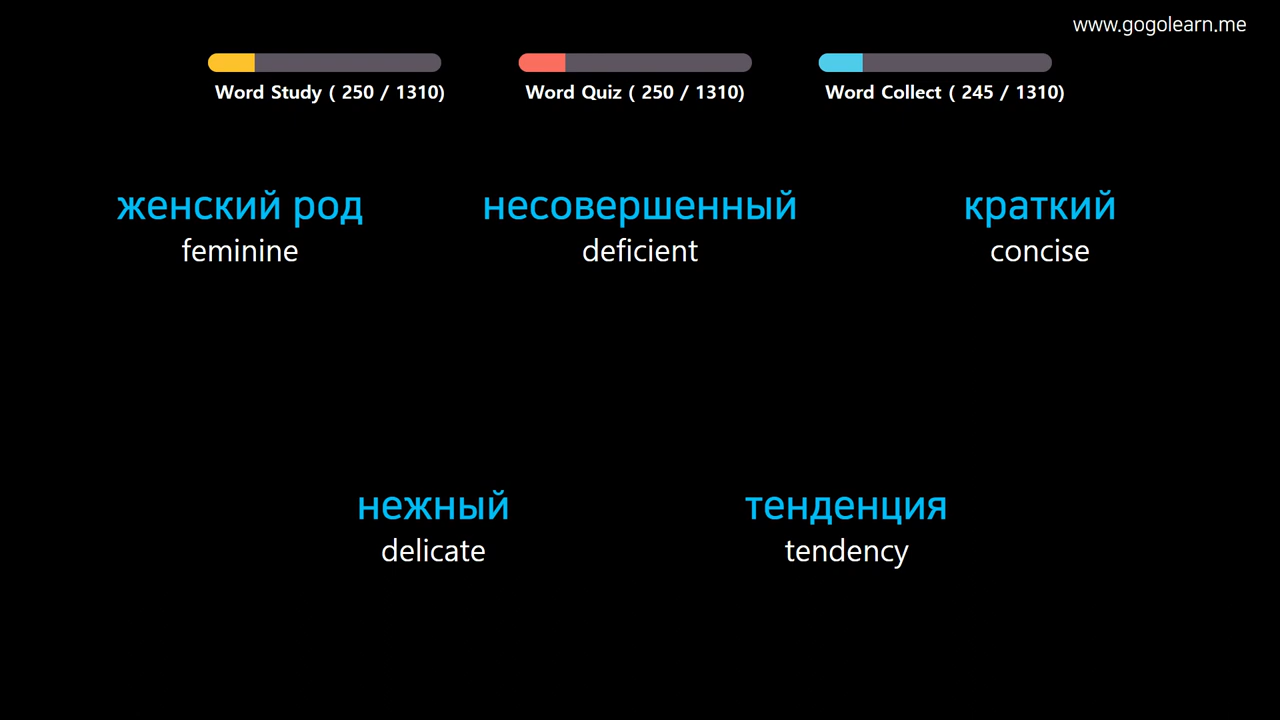 www.gogolearn.me
Word Study ( 250 / 1310)
Word Quiz ( 250 / 1310)
Word Collect ( 245 / 1310)
женский род
feminine
несовершенный
deficient
краткий
concise
нежный
delicate
тенденция
tendency